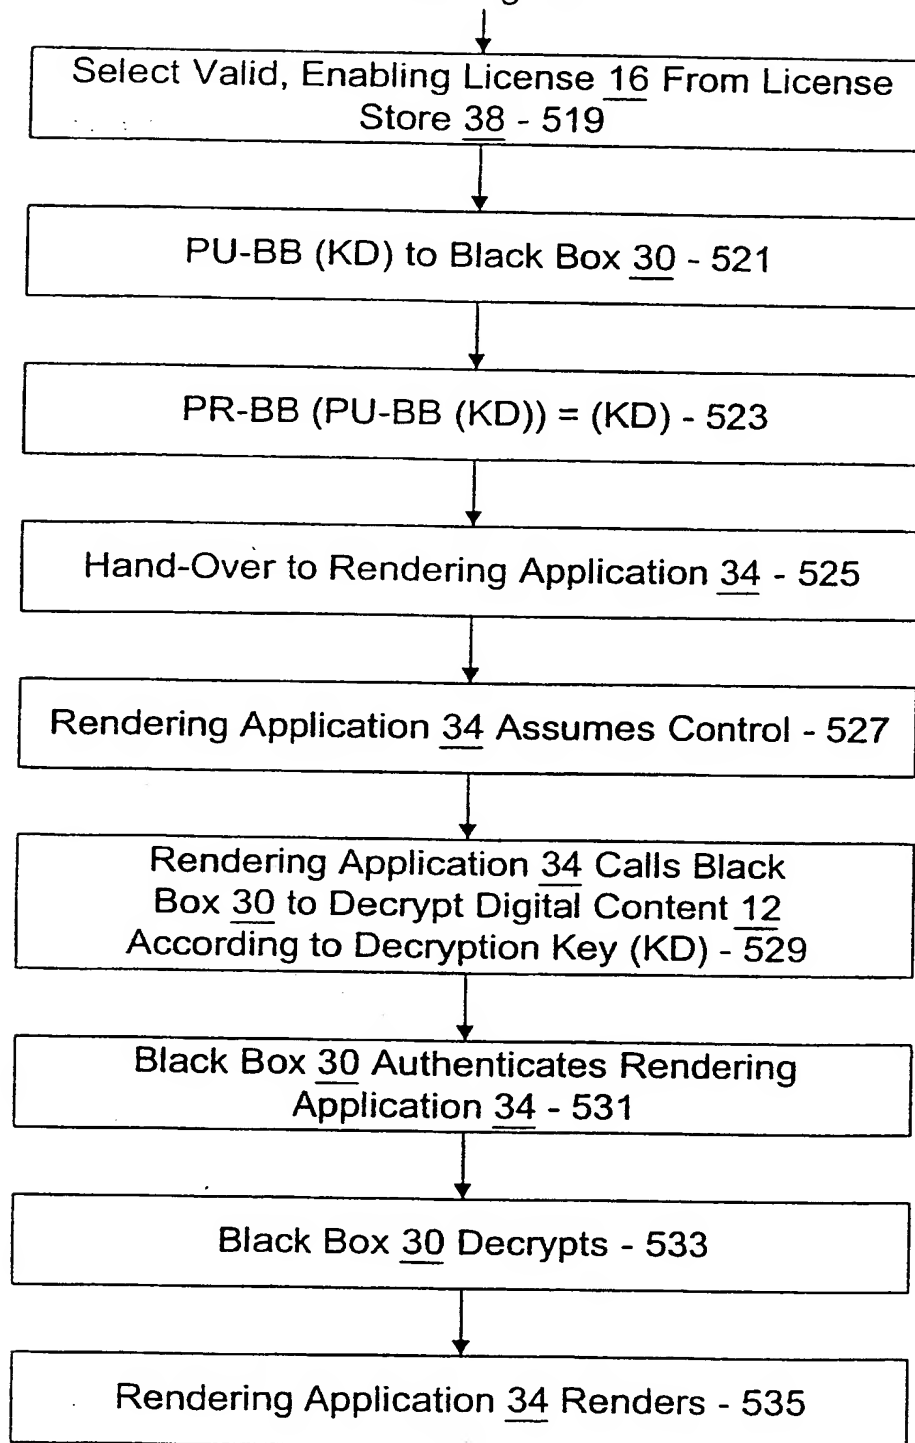 Select Valid, Enabling License 16 From License
Store 38 - 519
PU-BB (KD) to Black Box 30 - 521
PR-BB (PU-BB (KD)) = (KD) - 523
Hand-Over to Rendering Application 34 - 525
Rendering Application 34 Assumes Control - 527
Rendering Application 34 Calls Black
Box 30 to Decrypt Digital Content 12
According to Decryption Key (KD) - 529
Black Box 30 Authenticates Rendering
Application 34 - 531
Black Box 30 Decrypts - 533
Rendering Application 34 Renders - 535